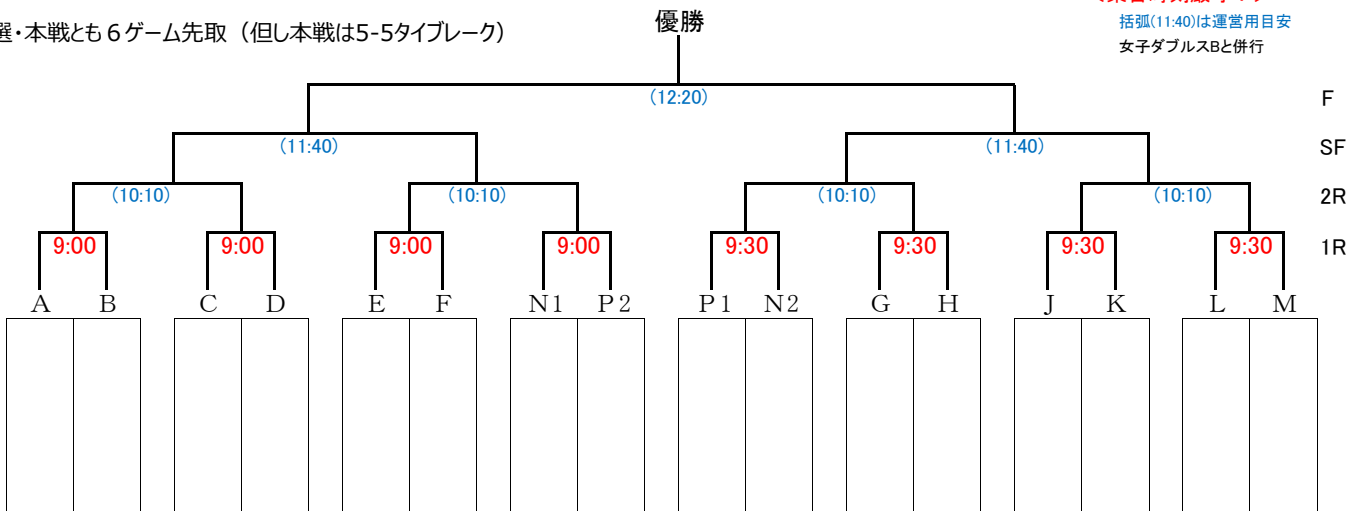 ・本戦とも６ゲーム先取（但し本戦は5-5タイブレーク）
優勝
括弧(11:40)は運営用目安
女子ダブルスBと併行
(12:20)
F
(11:40)
(11:40)
SF
(10:10)
(10:10)
(10:10)
(10:10)
2R
9:00
9:00
9:00
9:00
9:30
9:30
9:30
9:30
1R
A B C D E F N1 P2 P1 N2 G H J K L M